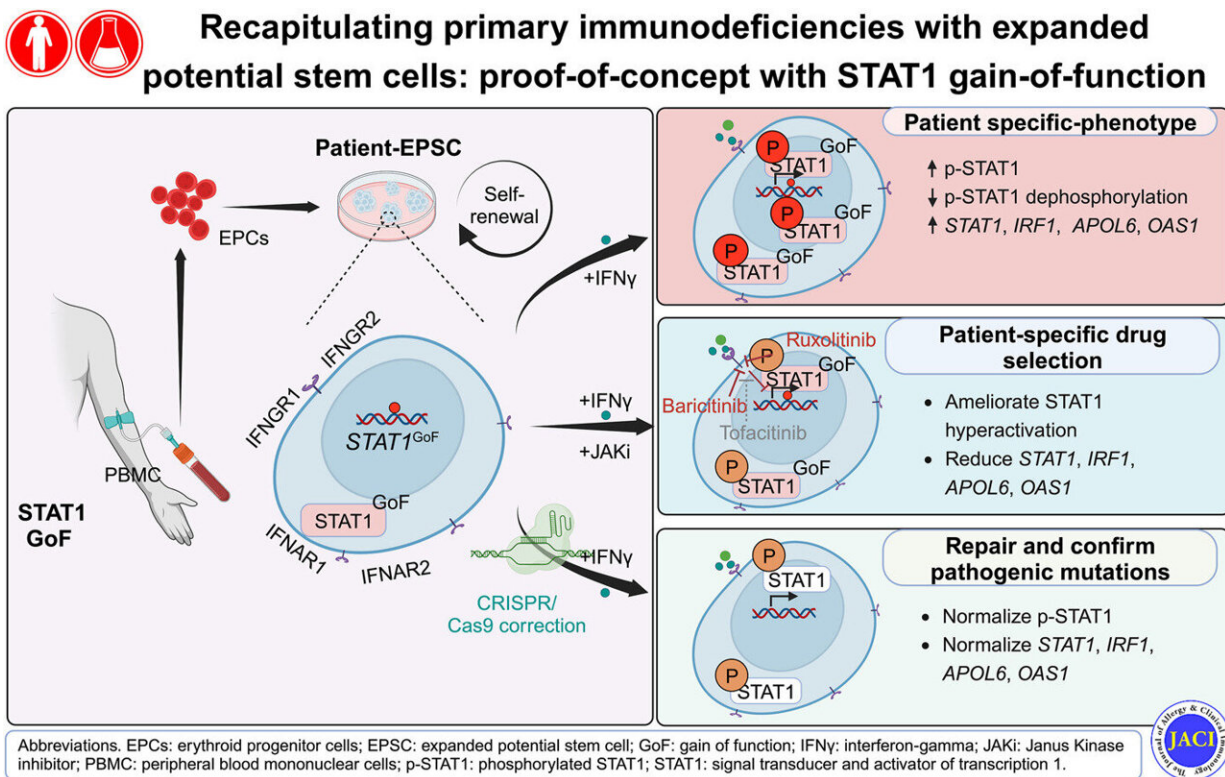 Recapitulating primary immunodeficiencies with expanded
potential stem cells: proof-of-concept with STAT1 gain-of-function
Patient-EPSC
EPCs
Self-
renewal
PBMC
STAT1
GoF
IFNGR1
IFNGR2
STAT1GoF
GoF
STAT1
IFNAR1
IFNAR2
CRISPR/
Cas9 correction
+IFNγ
+IFNγ
+JAKi
+IFNγ
Patient specific-phenotype
P
GoF
STAT1
P
GoF
STAT1
P
GoF
STAT1
↑ p-STAT1
↓ p-STAT1 dephosphorylation
↑ STAT1, IRF1, APOL6, OAS1
Patient-specific drug
selection
Ruxolitinib
P
GoF
STAT1
Baricitinib
Tofacitinib
P
GoF
STAT1
• Ameliorate STAT1
hyperactivation
• Reduce STAT1, IRF1,
APOL6, OAS1
Repair and confirm
pathogenic mutations
P
STAT1
P
STAT1
• Normalize p-STAT1
• Normalize STAT1, IRF1,
APOL6, OAS1
Abbreviations. EPCs: erythroid progenitor cells; EPSC: expanded potential stem cell; GoF: gain of function; IFNγ: interferon-gamma; JAKi: Janus Kinase
inhibitor; PBMC: peripheral blood mononuclear cells; p-STAT1: phosphorylated STAT1; STAT1: signal transducer and activator of transcription 1.
The Journal of Allergy & Clinical Immunology
JACI